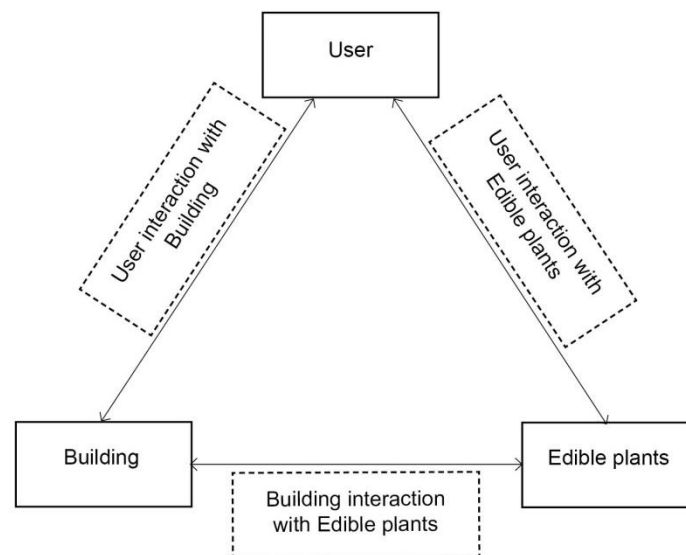 User
User interaction with
Building
User interaction with
Edible plants
Building
Edible plants
Building interaction
with Edible plants